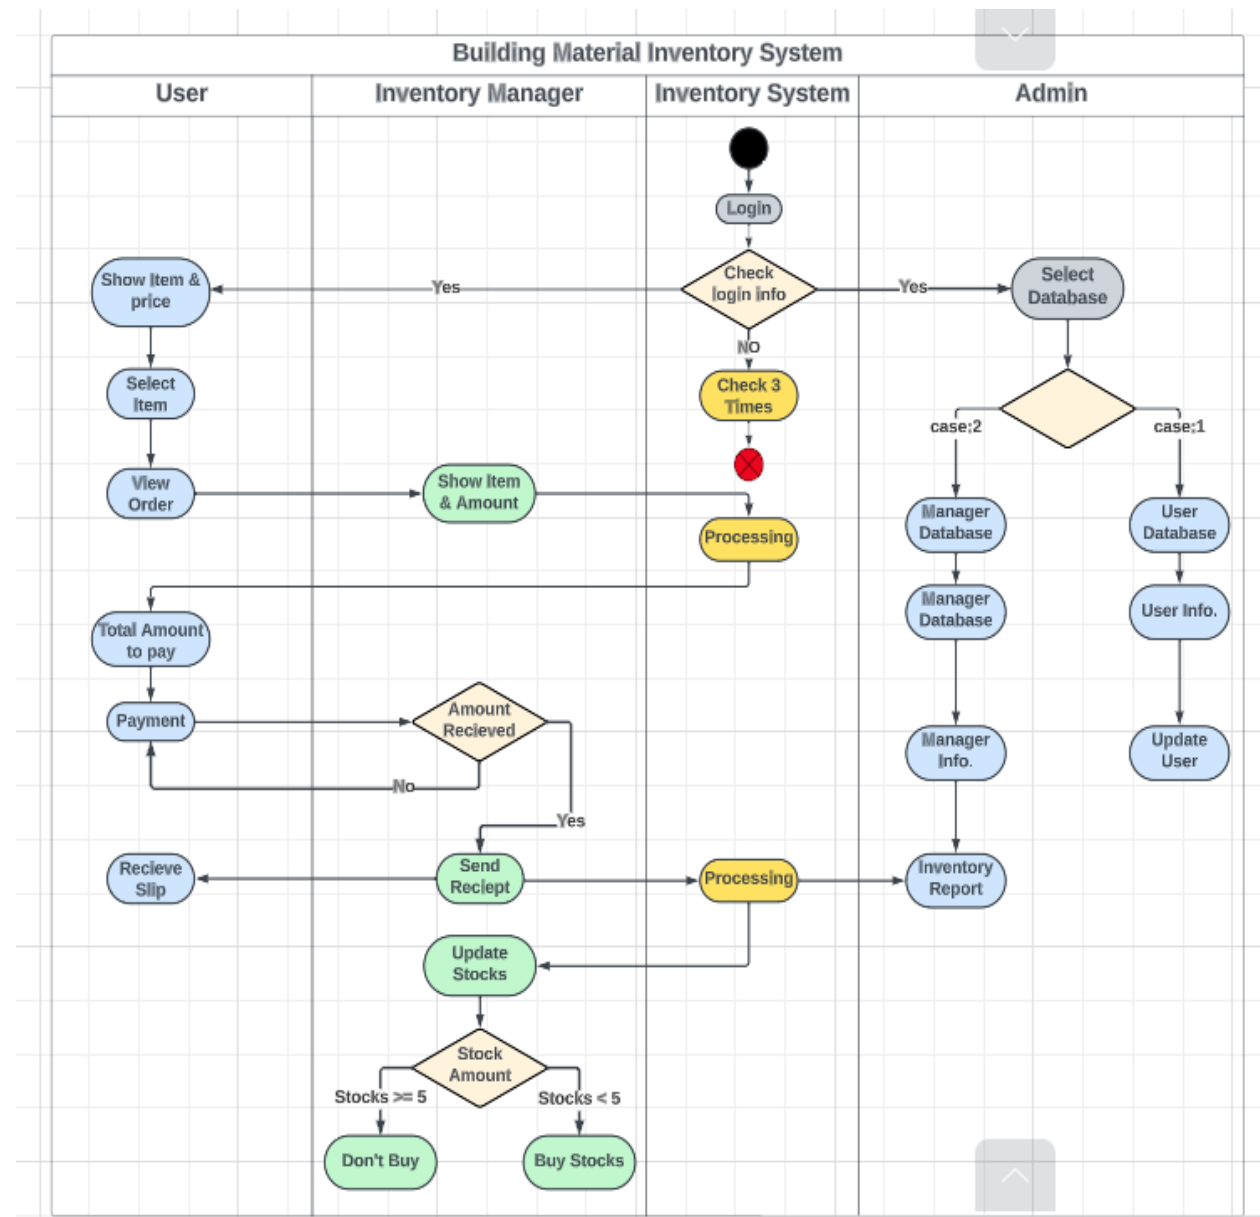 Building Material Inventory System
User
Inventory Manager
Inventory System
Admin
Login
Check
login info
Yes
Yes
NO
Show Item &
price
Select
Database
Select
Item
Check 3
Times
case;2
case;1
View
Order
Show Item
& Amount
Processing
Manager
Database
User
Database
Manager
Database
User Info.
Total Amount
to pay
Payment
Amount
Recieved
No
Yes
Manager
Info.
Update
User
Recieve
Slip
Send
Reciept
Processing
Inventory
Report
Update
Stocks
Stock
Amount
Stocks >= 5
Stocks < 5
Don't Buy
Buy Stocks